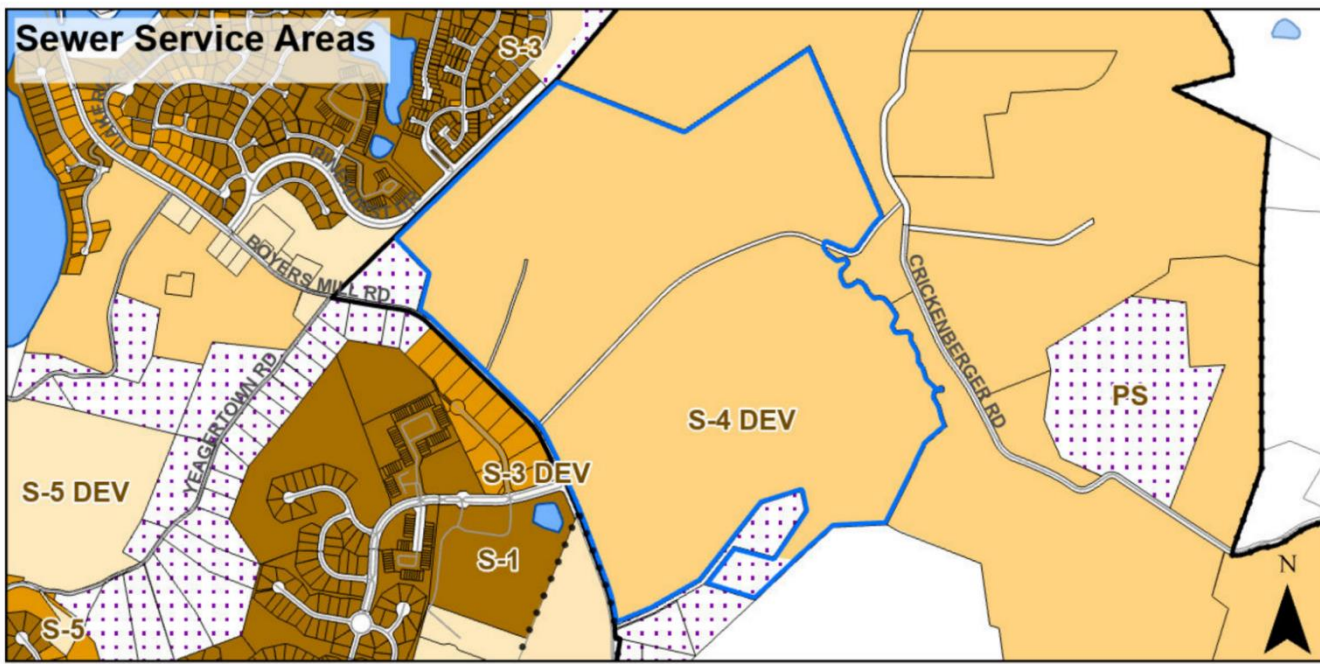 Sewer Service Areas
S-3
BOYERS MILL RD
CRICKENBERGER RD
YEAGERTOWN RD
PS
S-4 DEV
S-3 DEV
S-5 DEV
S-1
S-5
N